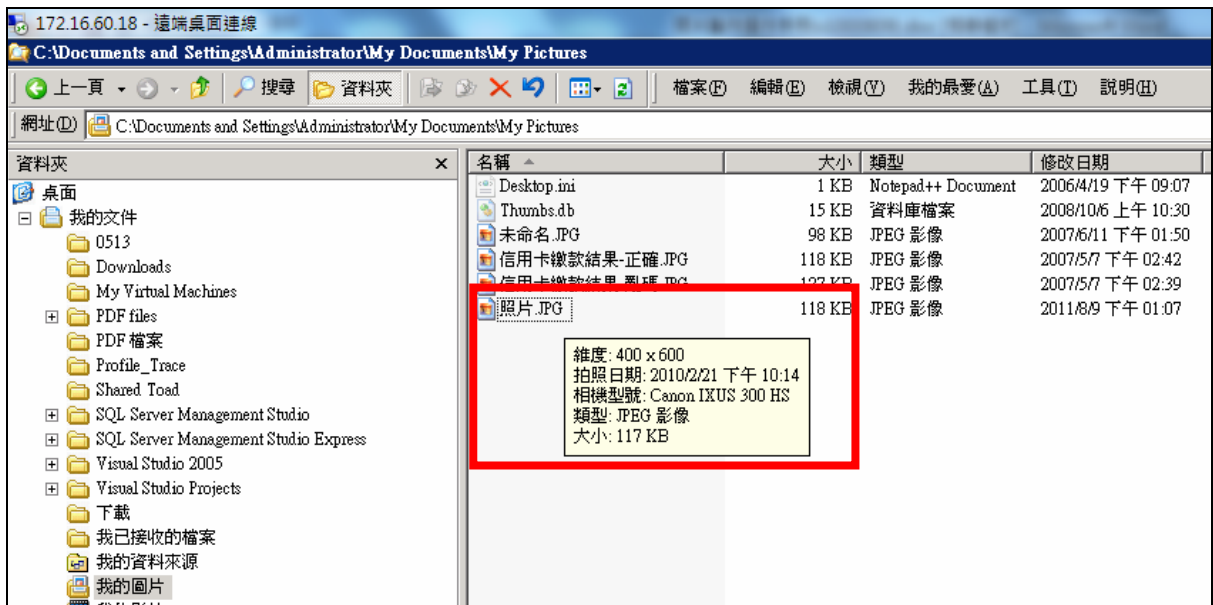 172.16.60.18 - 遠端桌面連線
C:\Documents and Settings\Administrator\My Documents\My Pictures
上一頁 搜尋 資料夾 檔案(F) 編輯(E) 檢視(V) 我的最愛(A) 工具(T) 說明(H)
網址(D) C:\Documents and Settings\Administrator\My Documents\My Pictures
資料夾 x
桌面
我的文件
0513
Downloads
My Virtual Machines
PDF files
PDF 檔案
Profile_Trace
Shared Toad
SQL Server Management Studio
SQL Server Management Studio Express
Visual Studio 2005
Visual Studio Projects
下載
我已接收的檔案
我的資料來源
我的圖片
名稱 大小 類型 修改日期
Desktop.ini 1 KB Notepad++ Document 2006/4/19 下午 09:07
Thumbs.db 15 KB 資料庫檔案 2008/10/6 上午 10:30
未命名.JPG 98 KB JPEG 影像 2007/6/11 下午 01:50
信用卡繳款結果-正確.JPG 118 KB JPEG 影像 2007/5/7 下午 02:42
信用卡繳款結果-亂碼.JPG 127 KB JPEG 影像 2007/5/7 下午 02:39
照片.JPG 118 KB JPEG 影像 2011/8/9 下午 01:07
維度: 400 x 600
拍照日期: 2010/2/21 下午 10:14
相機型號: Canon IXUS 300 HS
類型: JPEG 影像
大小: 117 KB